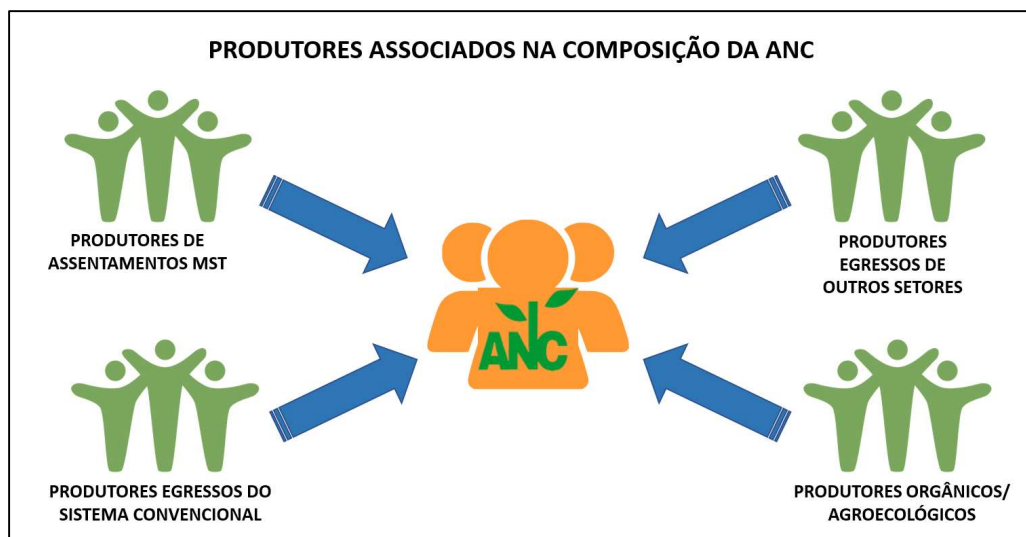 PRODUTORES ASSOCIADOS NA COMPOSIÇÃO DA ANC
PRODUTORES DE
ASSENTAMENTOS MST
PRODUTORES
EGRESSOS DE
OUTROS SETORES
ANC
PRODUTORES EGRESSOS DO
SISTEMA CONVENCIONAL
PRODUTORES ORGÂNICOS/
AGROECOLÓGICOS